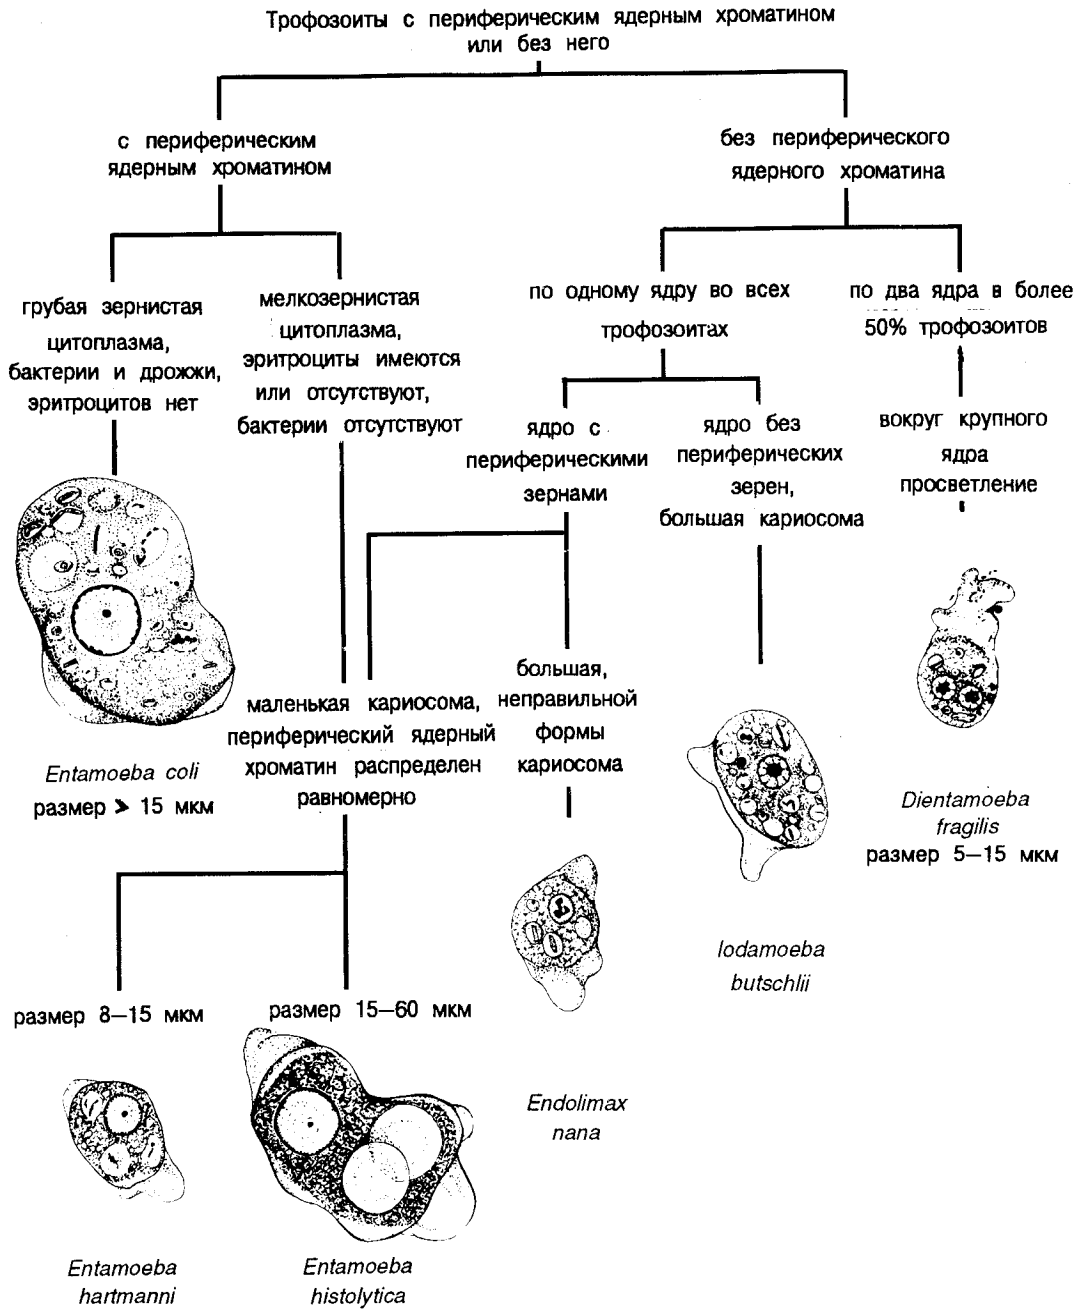 Трофозоиты с периферическим ядерным хроматином
или без него
с периферическим
ядерным хроматином
без периферического
ядерного хроматина
грубая зернистая
цитоплазма,
бактерии и дрожжи,
эритроцитов нет
мелкозернистая
цитоплазма,
эритроциты имеются
или отсутствуют,
бактерии отсутствуют
по одному ядру во всех
трофозоитах
по два ядра в более
50% трофозоитов
ядро с
периферическими
зернами
ядро без
периферических
зерен,
большая кариосома
вокруг крупного
ядра
просветление
маленькая кариосома,
периферический ядерный
хроматин распределен
равномерно
большая,
неправильной
формы
кариосома
Entamoeba coli
размер ⩾ 15 мкм
Dientamoeba
fragilis
размер 5–15 мкм
Iodamoeba
butschlii
размер 8–15 мкм
размер 15–60 мкм
Endolimax
nana
Entamoeba
hartmanni
Entamoeba
histolytica